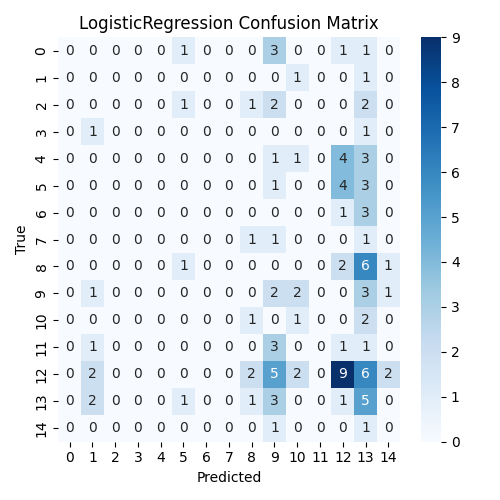 LogisticRegression Confusion Matrix
0 0 0 0 0 1 0 0 0 3 0 0 1 1 0
1 0 0 0 0 0 0 0 0 0 0 1 0 0 1 0
2 0 0 0 0 0 1 0 0 1 2 0 0 0 2 0
3 0 1 0 0 0 0 0 0 0 0 0 0 0 1 0
4 0 0 0 0 0 0 0 0 0 1 1 0 4 3 0
5 0 0 0 0 0 0 0 0 0 1 0 0 4 3 0
6 0 0 0 0 0 0 0 0 0 0 0 0 1 3 0
7 0 0 0 0 0 0 0 0 1 1 0 0 0 1 0
8 0 0 0 0 0 1 0 0 0 0 0 0 2 6 1
9 0 1 0 0 0 0 0 0 0 2 2 0 0 3 1
10 0 0 0 0 0 0 0 0 1 0 1 0 0 2 0
11 0 1 0 0 0 0 0 0 0 3 0 0 1 1 0
12 0 2 0 0 0 0 0 0 2 5 2 0 9 6 2
13 0 2 0 0 0 1 0 0 1 3 0 0 1 5 0
14 0 0 0 0 0 0 0 0 0 1 0 0 0 1 0
0 1 2 3 4 5 6 7 8 9 10 11 12 13 14
Predicted
True
9
8
7
6
5
4
3
2
1
0